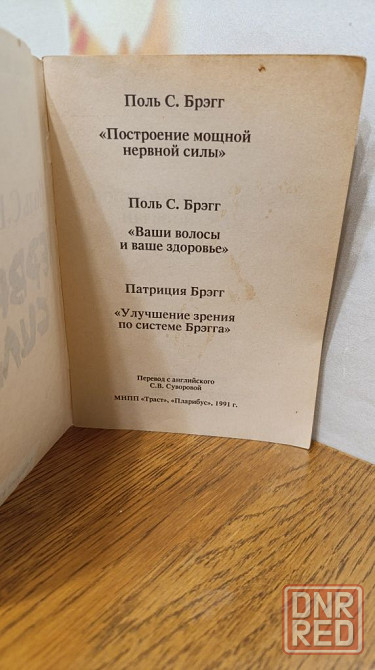 Поль С. Брэгг
«Построение мощной
нервной силы»
Поль С. Брэгг
«Ваши волосы
и ваше здоровье»
Патриция Брэгг
«Улучшение зрения
по системе Брэгга»
Перевод с английского
С.В. Суворовой
МИПП «Траст», «Пларибус», 1991 г.
DNR
RED